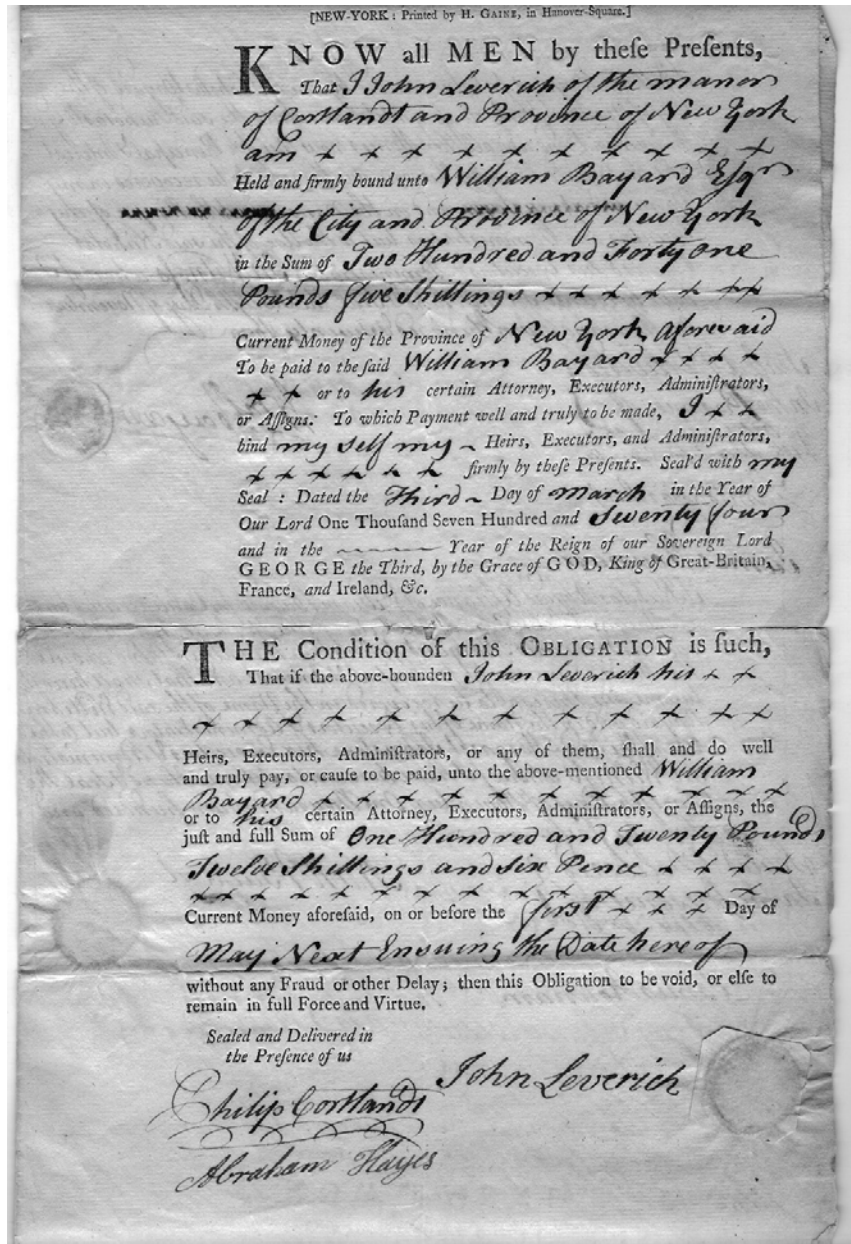 [NEW-YORK: Printed by H. GAINE, in Hanover-Square.]
KNOW all MEN by theſe Preſents,
That I John Leverich of the manor
of Cortlandt and Province of New York
am + + + + + + + + +
Held and firmly bound unto William Bayard Esqr
of the City and Province of New York
in the Sum of Two Hundred and Forty one
Pounds five Shillings + + + + + + +
Current Money of the Province of New York Aforesaid
To be paid to the ſaid William Bayard + + + +
+ + or to his certain Attorney, Executors, Adminiſtrators,
or Aſſigns: To which Payment well and truly to be made, I + +
bind my self my ~ Heirs, Executors, and Adminiſtrators,
+ + + + + + firmly by theſe Preſents. Seal'd with my
Seal: Dated the Third ~ Day of march in the Year of
Our Lord One Thouſand Seven Hundred and Seventy four
and in the Year of the Reign of our Sovereign Lord
GEORGE the Third, by the Grace of GOD, King of Great-Britain,
France, and Ireland, &c.
THE Condition of this OBLIGATION is ſuch,
That if the above-bounden John Leverich his + +
+ + + + + + + + + + + +
Heirs, Executors, Adminiſtrators, or any of them, ſhall and do well
and truly pay, or cauſe to be paid, unto the above-mentioned William
Bayard + + + + + + + + + + +
or to his certain Attorney, Executors, Adminiſtrators, or Aſſigns, the
juſt and full Sum of One Hundred and Twenty Pounds
Twelve Shillings and Six Pence + + + +
+ + + + + + + + + + + + +
Current Money aforeſaid, on or before the first + + + Day of
May Next Ensuing the Date here of
without any Fraud or other Delay; then this Obligation to be void, or elſe to
remain in full Force and Virtue.
Sealed and Delivered in
the Preſence of us
John Leverich
Philip Cortlandt
Abraham Hayes